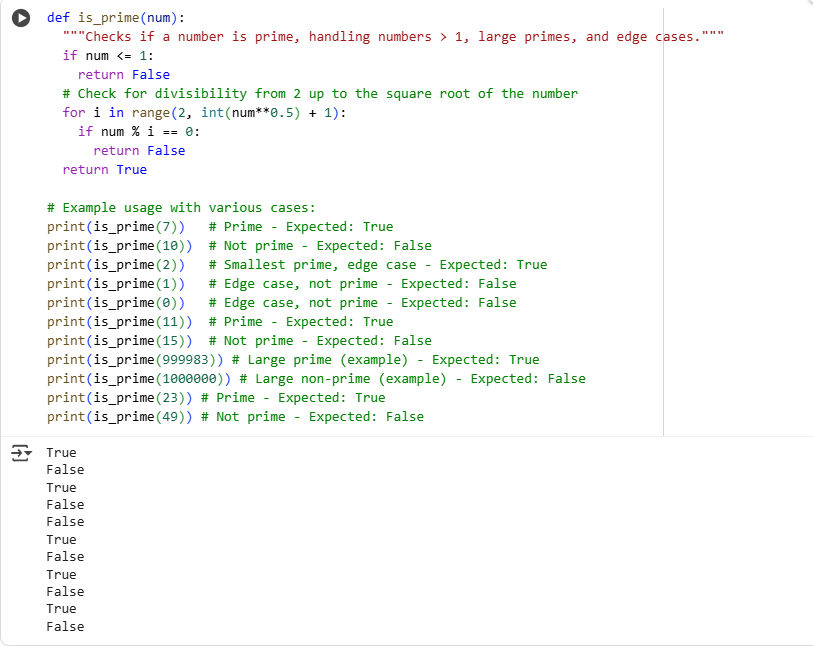 def is_prime(num):
  """Checks if a number is prime, handling numbers > 1, large primes, and edge cases."""
  if num <= 1:
    return False
  # Check for divisibility from 2 up to the square root of the number
  for i in range(2, int(num**0.5) + 1):
    if num % i == 0:
      return False
  return True

# Example usage with various cases:
print(is_prime(7))   # Prime - Expected: True
print(is_prime(10))  # Not prime - Expected: False
print(is_prime(2))   # Smallest prime, edge case - Expected: True
print(is_prime(1))   # Edge case, not prime - Expected: False
print(is_prime(0))   # Edge case, not prime - Expected: False
print(is_prime(11))  # Prime - Expected: True
print(is_prime(15))  # Not prime - Expected: False
print(is_prime(999983)) # Large prime (example) - Expected: True
print(is_prime(1000000)) # Large non-prime (example) - Expected: False
print(is_prime(23)) # Prime - Expected: True
print(is_prime(49)) # Not prime - Expected: False
True
False
True
False
False
True
False
True
False
True
False